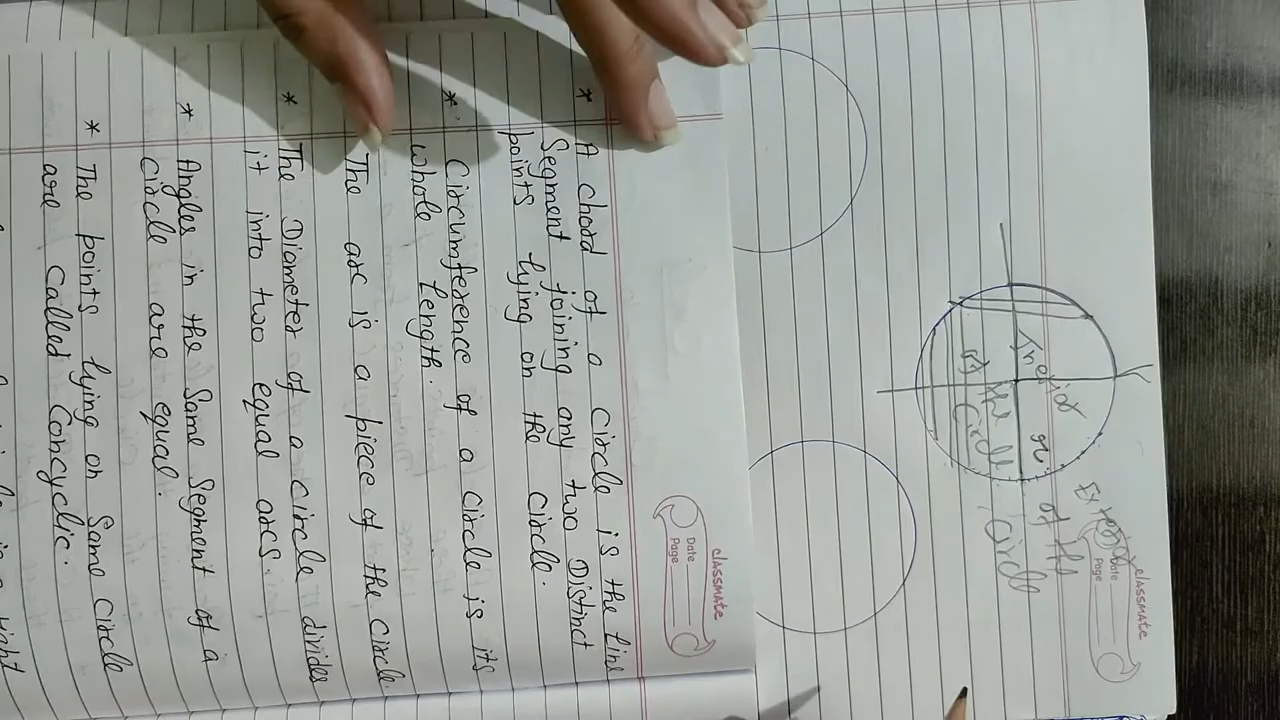 classmate
Date
Page
* A chord of a circle is the line
Segment joining any two Distinct
points lying on the circle.
* Circumference of a circle is its
whole length.
The arc is a piece of the circle.
* The Diameter of a circle divides
it into two equal arcs.
* Angles in the Same Segment of a
circle are equal.
* The points lying on Same circle
are called Concyclic.
right
classmate
Date
Page
Exterior
of the
circle
Inerior
of the
Circle